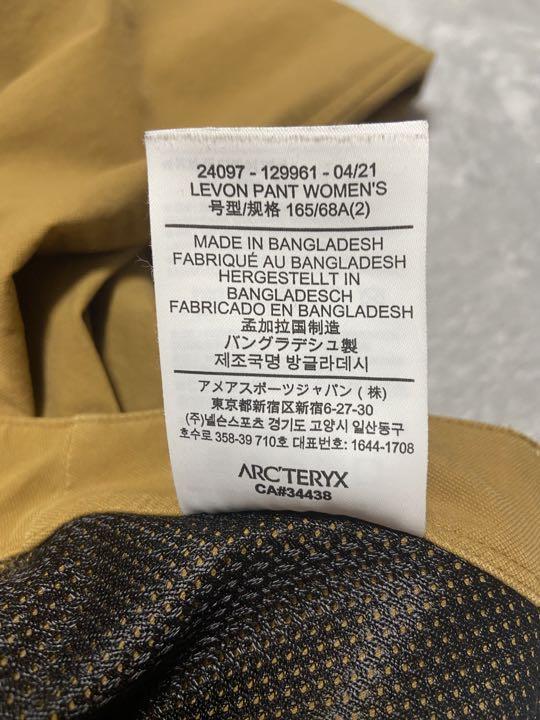 24097 - 129961 - 04/21
LEVON PANT WOMEN'S
号型/规格 165/68A(2)
MADE IN BANGLADESH
FABRIQUÉ AU BANGLADESH
HERGESTELLT IN
BANGLADESCH
FABRICADO EN BANGLADESH
孟加拉国制造
バングラデシュ製
제조국명 방글라데시
アメアスポーツジャパン (株)
東京都新宿区新宿6-27-30
(주)넬슨스포츠 경기도 고양시 일산동구
호수로 358-39 710호 대표번호: 1644-1708
ARC'TERYX
CA#34438